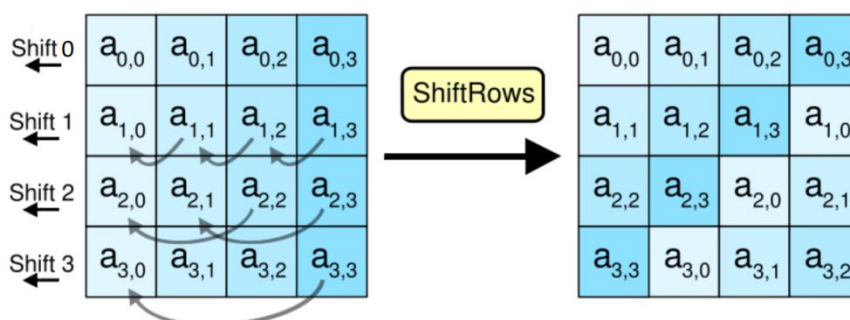 Shift 0 a0,0 a0,1 a0,2 a0,3
Shift 1 a1,0 a1,1 a1,2 a1,3
Shift 2 a2,0 a2,1 a2,2 a2,3
Shift 3 a3,0 a3,1 a3,2 a3,3
ShiftRows
a0,0 a0,1 a0,2 a0,3
a1,1 a1,2 a1,3 a1,0
a2,2 a2,3 a2,0 a2,1
a3,3 a3,0 a3,1 a3,2